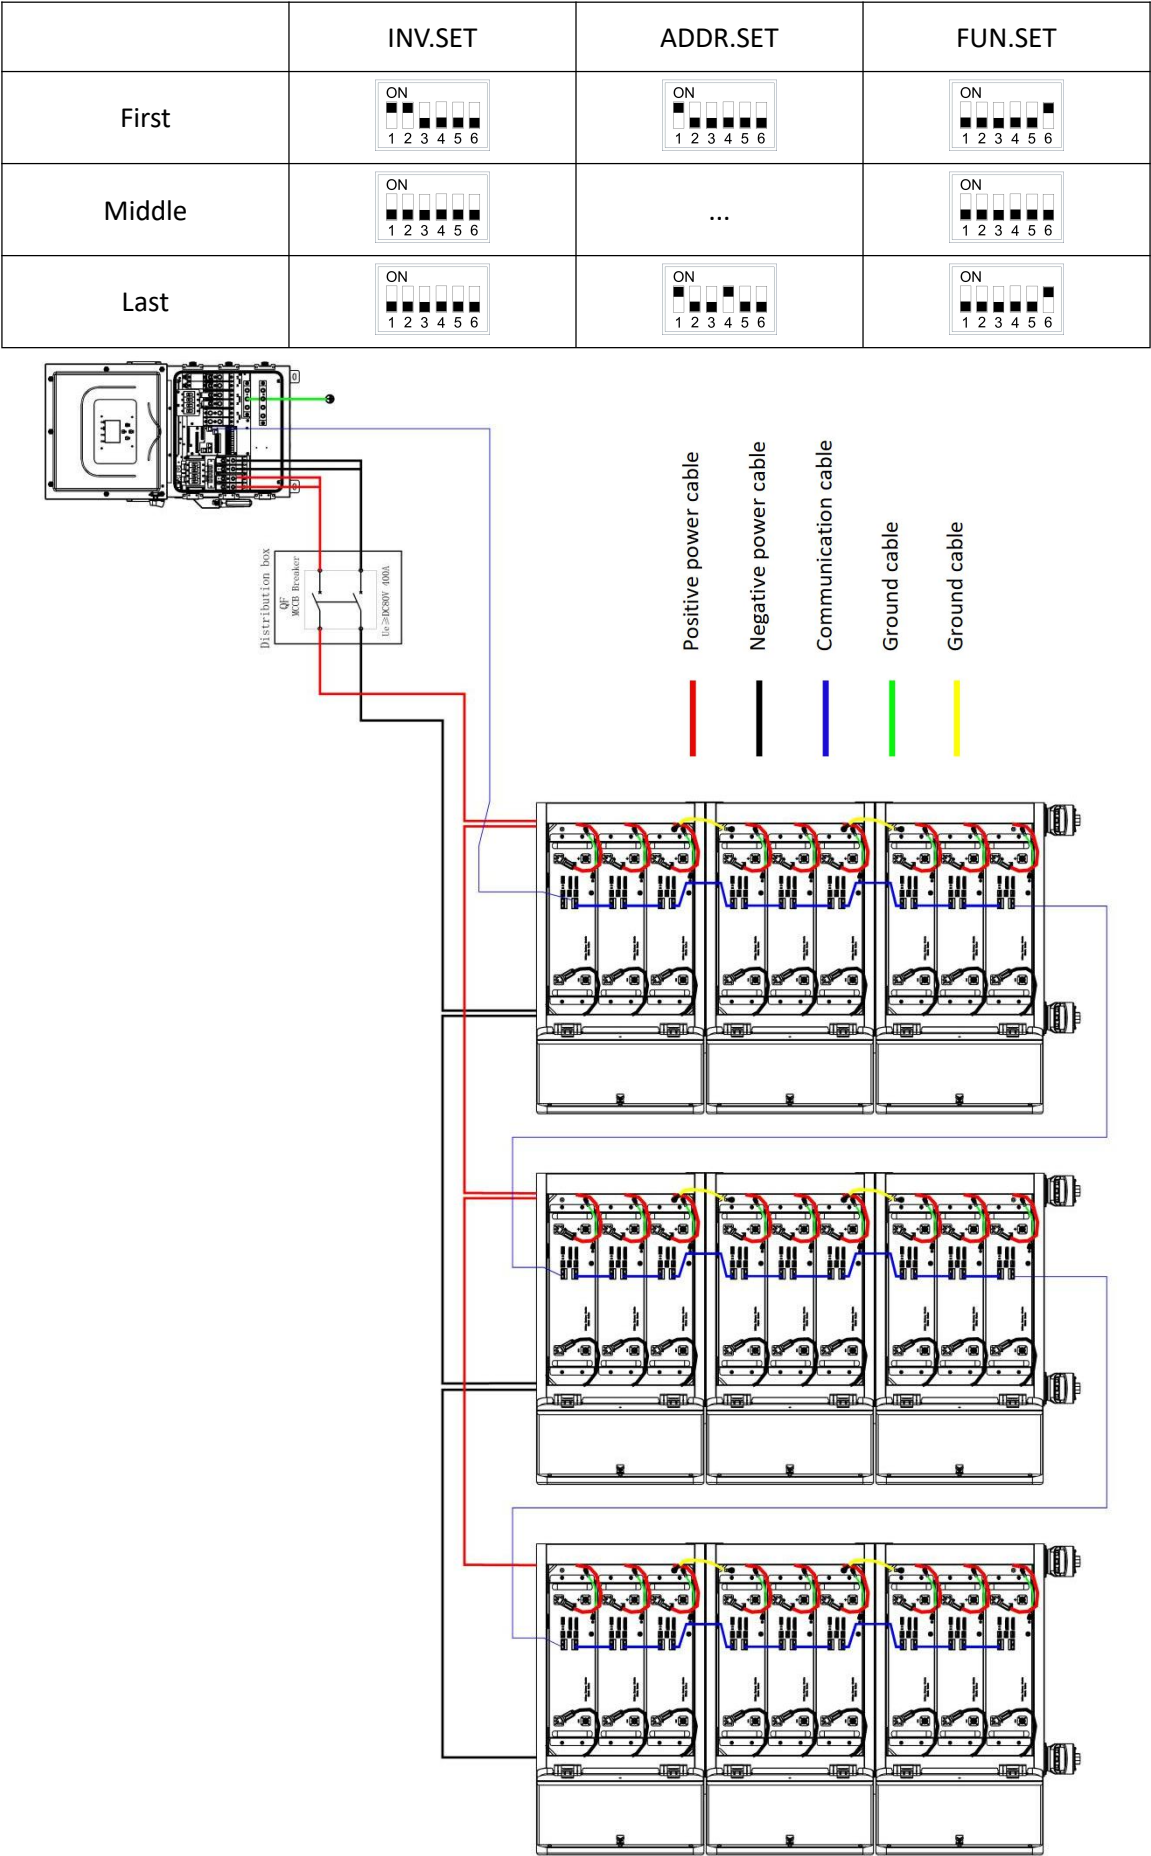 INV.SET ADDR.SET FUN.SET
First
ON
1 2 3 4 5 6
ON
1 2 3 4 5 6
ON
1 2 3 4 5 6
Middle
ON
1 2 3 4 5 6
...
ON
1 2 3 4 5 6
Last
ON
1 2 3 4 5 6
ON
1 2 3 4 5 6
ON
1 2 3 4 5 6
Distribution box
QF
MCCB Breaker
Ue≥DC80V 400A
Positive power cable
Negative power cable
Communication cable
Ground cable
Ground cable